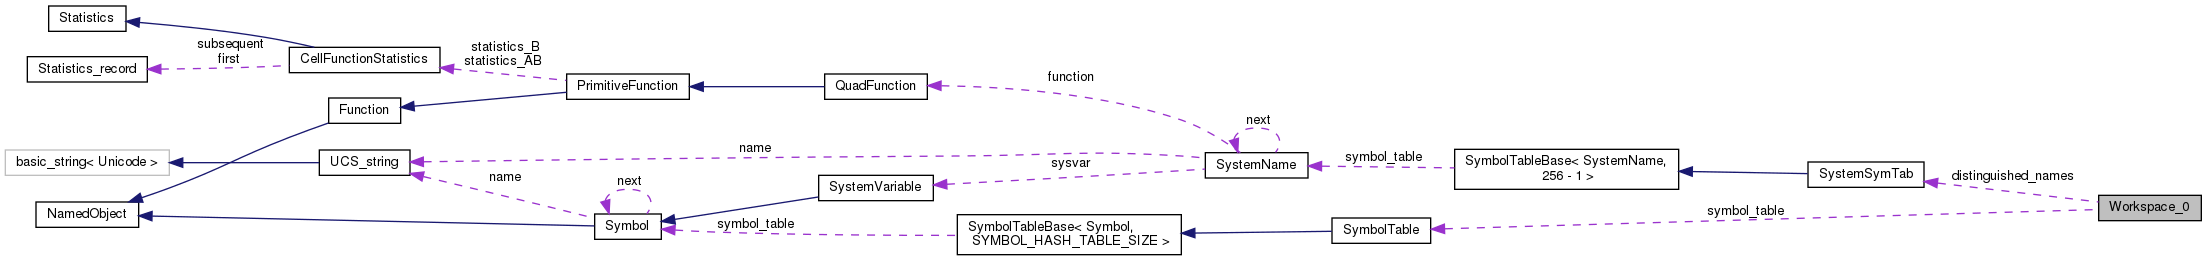 Statistics
subsequent
first
Statistics_record
CellFunctionStatistics
statistics_B
statistics_AB
PrimitiveFunction
QuadFunction
function
Function
next
basic_string< Unicode >
UCS_string
name
name
sysvar
SystemName
symbol_table
SymbolTableBase< SystemName,
256 - 1 >
SystemSymTab
distinguished_names
Workspace_0
NamedObject
next
SystemVariable
Symbol
symbol_table
SymbolTableBase< Symbol,
SYMBOL_HASH_TABLE_SIZE >
SymbolTable
symbol_table